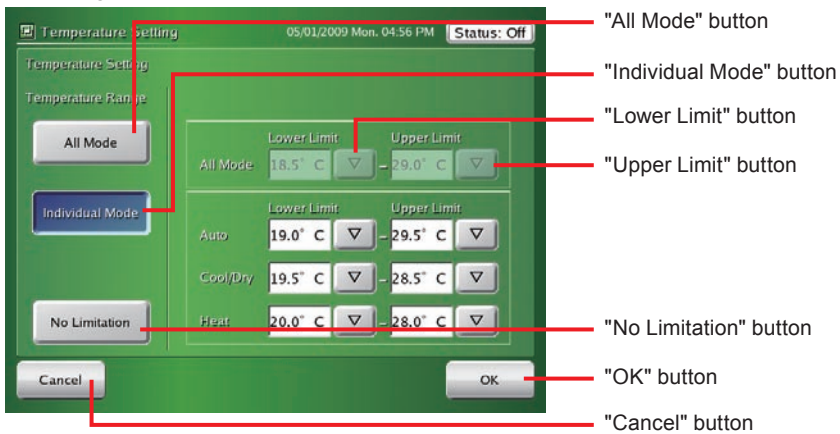 Temperature Setting 05/01/2009 Mon. 04:56 PM Status: Off
"All Mode" button
Temperature Setting
"Individual Mode" button
Temperature Range
"Lower Limit" button
All Mode
Lower Limit Upper Limit
"Upper Limit" button
All Mode 18.5° C – 29.0° C
Individual Mode
Lower Limit Upper Limit
Auto 19.0° C – 29.5° C
Cool/Dry 19.5° C – 28.5° C
No Limitation
Heat 20.0° C – 28.0° C
"No Limitation" button
Cancel
OK
"OK" button
"Cancel" button